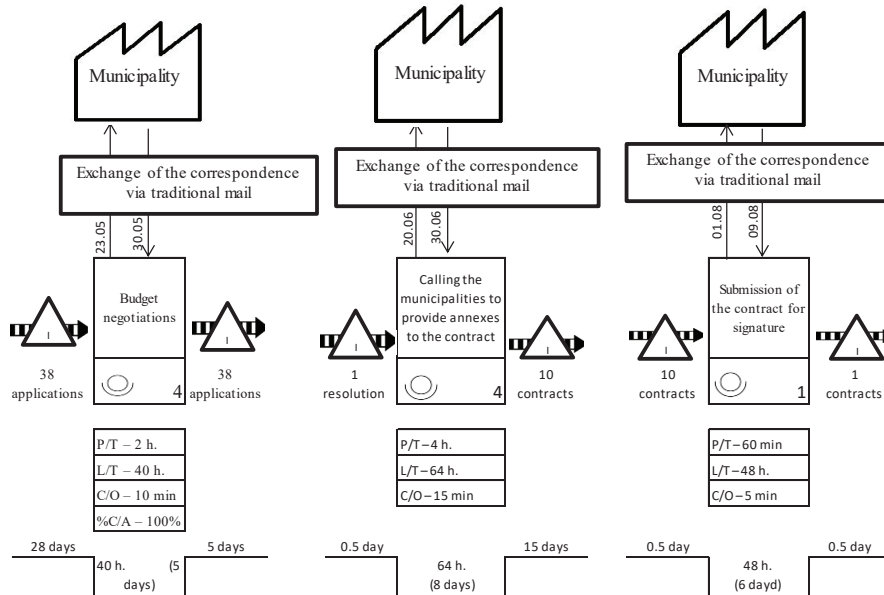 Municipality
Exchange of the correspondence
via traditional mail
23.05
30.05
Budget
negotiations
4
I
38
applications
I
38
applications
P/T – 2 h.
L/T – 40 h.
C/O – 10 min
%C/A – 100%
28 days
40 h. (5
days)
5 days
Municipality
Exchange of the correspondence
via traditional mail
20.06
30.06
Calling the
municipalities to
provide annexes
to the contract
4
I
1
resolution
I
10
contracts
P/T–4 h.
L/T–64 h.
C/O–15 min
0.5 day
64 h.
(8 days)
15 days
Municipality
Exchange of the correspondence
via traditional mail
01.08
09.08
Submission of
the contract for
signature
1
I
10
contracts
I
1
contracts
P/T–60 min
L/T–48 h.
C/O–5 min
0.5 day
48 h.
(6 dayd)
0.5 day